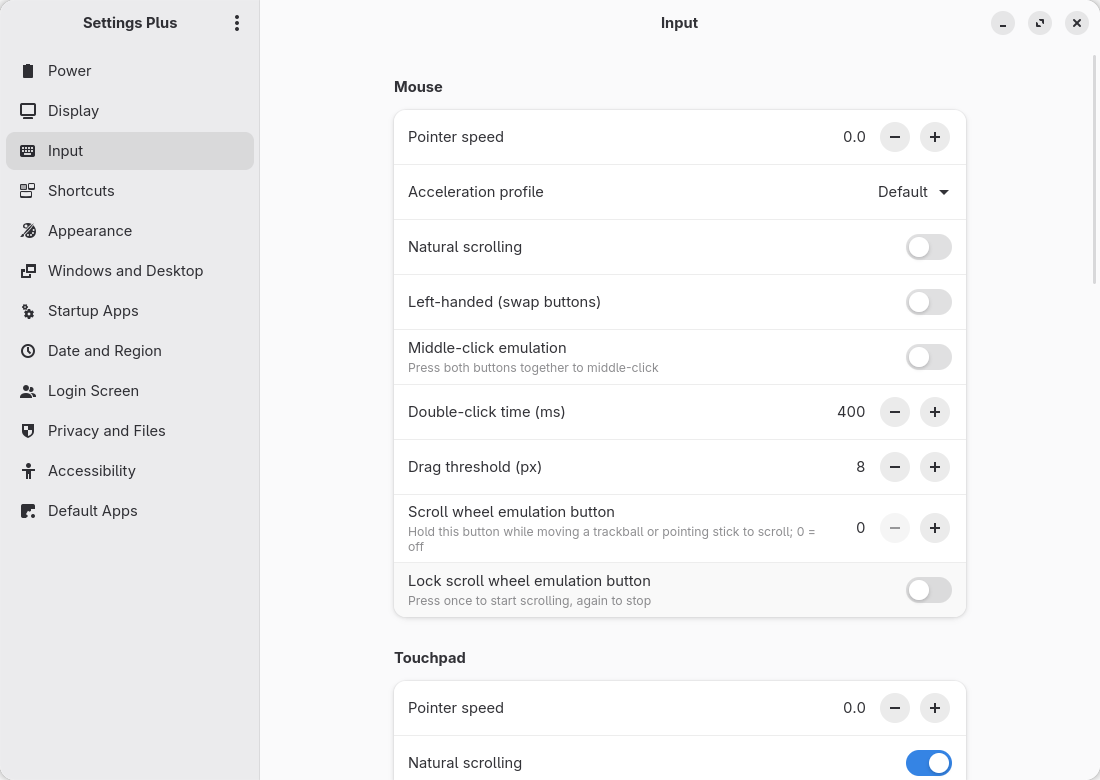 Settings Plus
Power
Display
Input
Shortcuts
Appearance
Windows and Desktop
Startup Apps
Date and Region
Login Screen
Privacy and Files
Accessibility
Default Apps
Input
Mouse
Pointer speed 0.0
Acceleration profile Default
Natural scrolling
Left-handed (swap buttons)
Middle-click emulation
Press both buttons together to middle-click
Double-click time (ms) 400
Drag threshold (px) 8
Scroll wheel emulation button 0
Hold this button while moving a trackball or pointing stick to scroll; 0 =
off
Lock scroll wheel emulation button
Press once to start scrolling, again to stop
Touchpad
Pointer speed 0.0
Natural scrolling